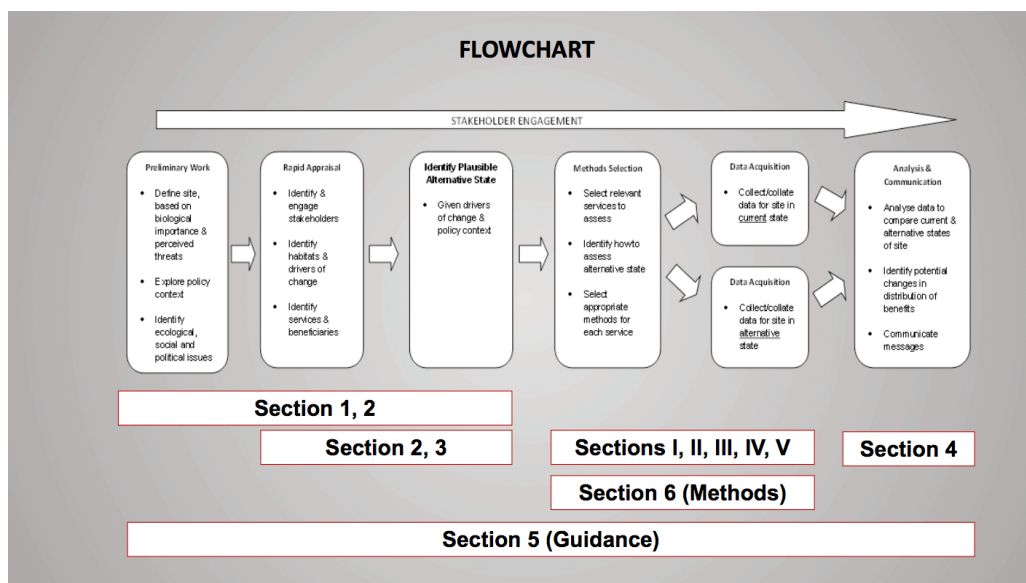 FLOWCHART
STAKEHOLDER ENGAGEMENT
Preliminary Work
• Define site,
based on
biological
importance &
perceived
threats
• Explore policy
context
• Identify
ecological,
social and
political issues
Rapid Appraisal
• Identify &
engage
stakeholders
• Identify
habitats &
drivers of
change
• Identify
services &
beneficiaries
Identify Plausible
Alternative State
• Given drivers
of change &
policy context
Methods Selection
• Select relevant
services to
assess
• Identify howto
assess
alternative state
• Select
appropriate
methods for
each service
Data Acquisition
• Collect/collate
data for site in
current state
Data Acquisition
• Collect/collate
data for site in
alternative
state
Analysis &
Communication
• Analyse data to
compare current &
alternative states
of site
• Identify potential
changes in
distribution of
benefits
• Communicate
messages
Section 1, 2
Section 2, 3
Sections I, II, III, IV, V
Section 4
Section 6 (Methods)
Section 5 (Guidance)